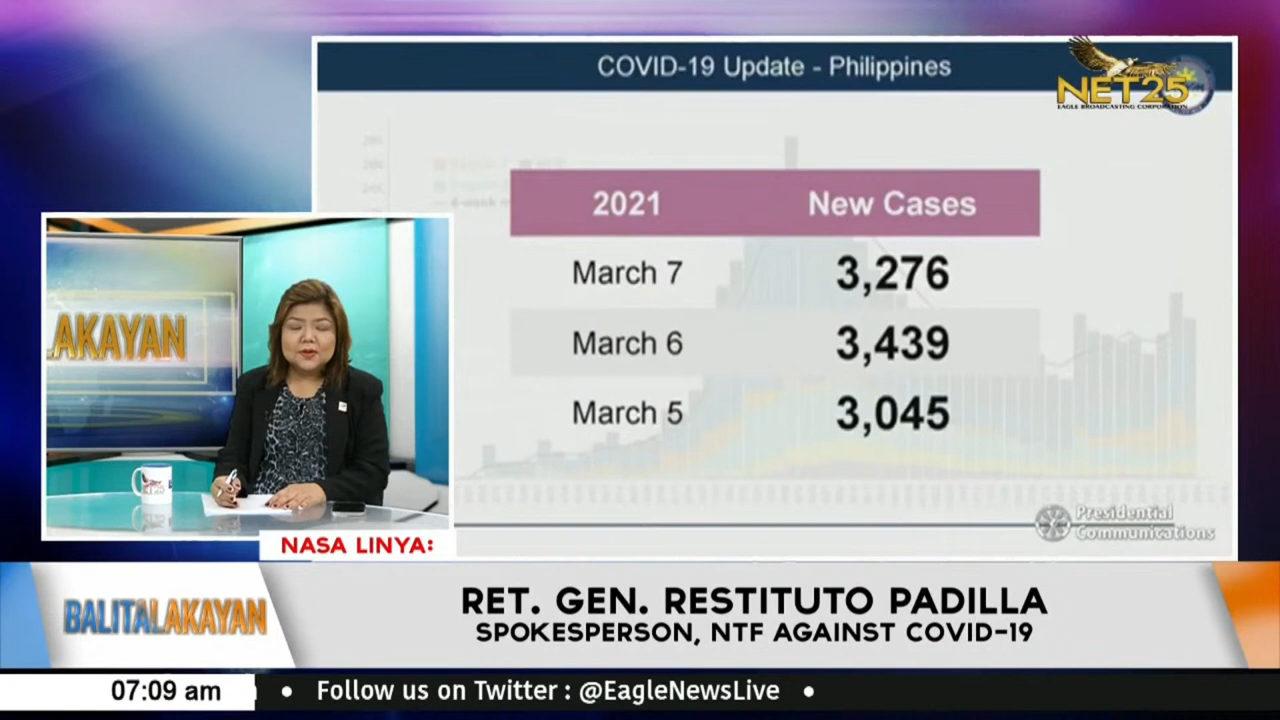 COVID-19 Update - Philippines
NET25
EAGLE BROADCASTING CORPORATION
2021 New Cases
March 7 3,276
March 6 3,439
March 5 3,045
AKAYAN
Presidential
Communications
NASA LINYA:
BALITALAKAYAN
RET. GEN. RESTITUTO PADILLA
SPOKESPERSON, NTF AGAINST COVID-19
07:09 am • Follow us on Twitter : @EagleNewsLive •